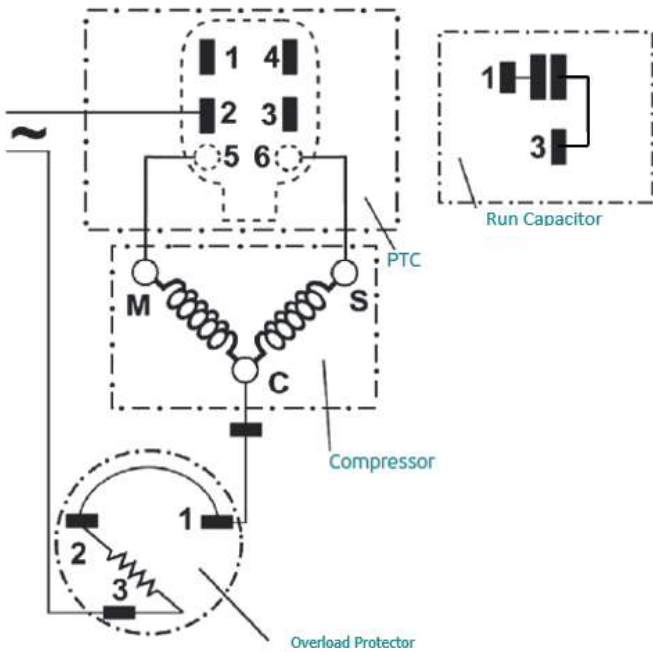 1 4
1
2 3
~
3
5 6
Run Capacitor
PTC
M S
C
Compressor
1
2
3
Overload Protector